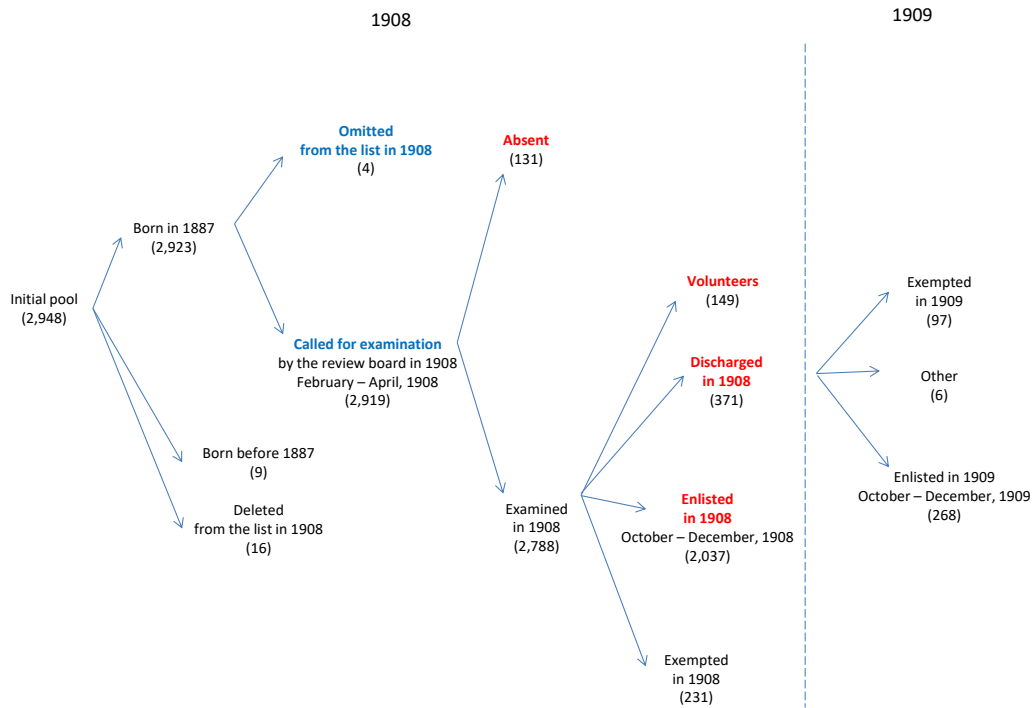 1908
1909
Omitted
from the list in 1908
(4)
Absent
(131)
Born in 1887
(2,923)
Initial pool
(2,948)
Volunteers
(149)
Exempted
in 1909
(97)
Called for examination
by the review board in 1908
February – April, 1908
(2,919)
Discharged
in 1908
(371)
Other
(6)
Born before 1887
(9)
Enlisted in 1909
October – December, 1909
(268)
Deleted
from the list in 1908
(16)
Examined
in 1908
(2,788)
Enlisted
in 1908
October – December, 1908
(2,037)
Exempted
in 1908
(231)